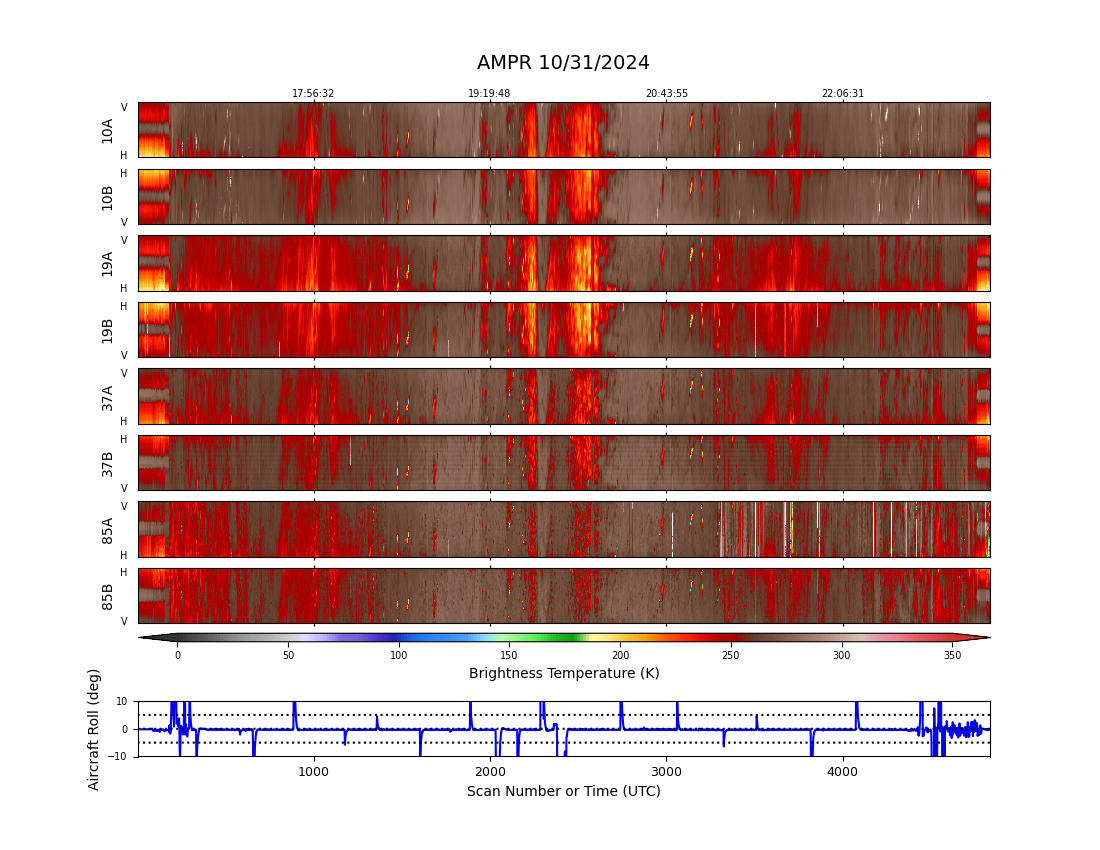 AMPR 10/31/2024
17:56:32 19:19:48 20:43:55 22:06:31
V
10A
H
H
10B
V
V
19A
H
H
19B
V
V
37A
H
H
37B
V
V
85A
H
H
85B
V
0 50 100 150 200 250 300 350
Brightness Temperature (K)
Aircraft Roll (deg)
10
0
−10
1000 2000 3000 4000
Scan Number or Time (UTC)